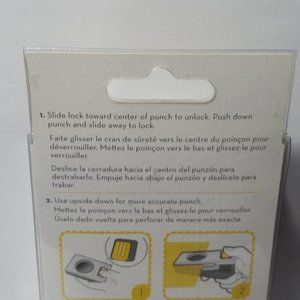 1. Slide lock toward center of punch to unlock. Push down
punch and slide away to lock.
Faite glisser le cran de sûreté vers le centre du poinçon pour
déverrouiller. Mettez le poinçon vers le bas et glissez-le pour
verrouiller.
Deslice la cerradura hacia el centro del punzón para
destrabarlo. Empuje hacia abajo el punzón y deslícelo para
trabar.
2. Use upside down for more accurate punch.
Mettez le poinçon vers le bas et glissez-le pour verrouiller.
Úselo dado vuelta para perforar de manera más exacta.
1
2